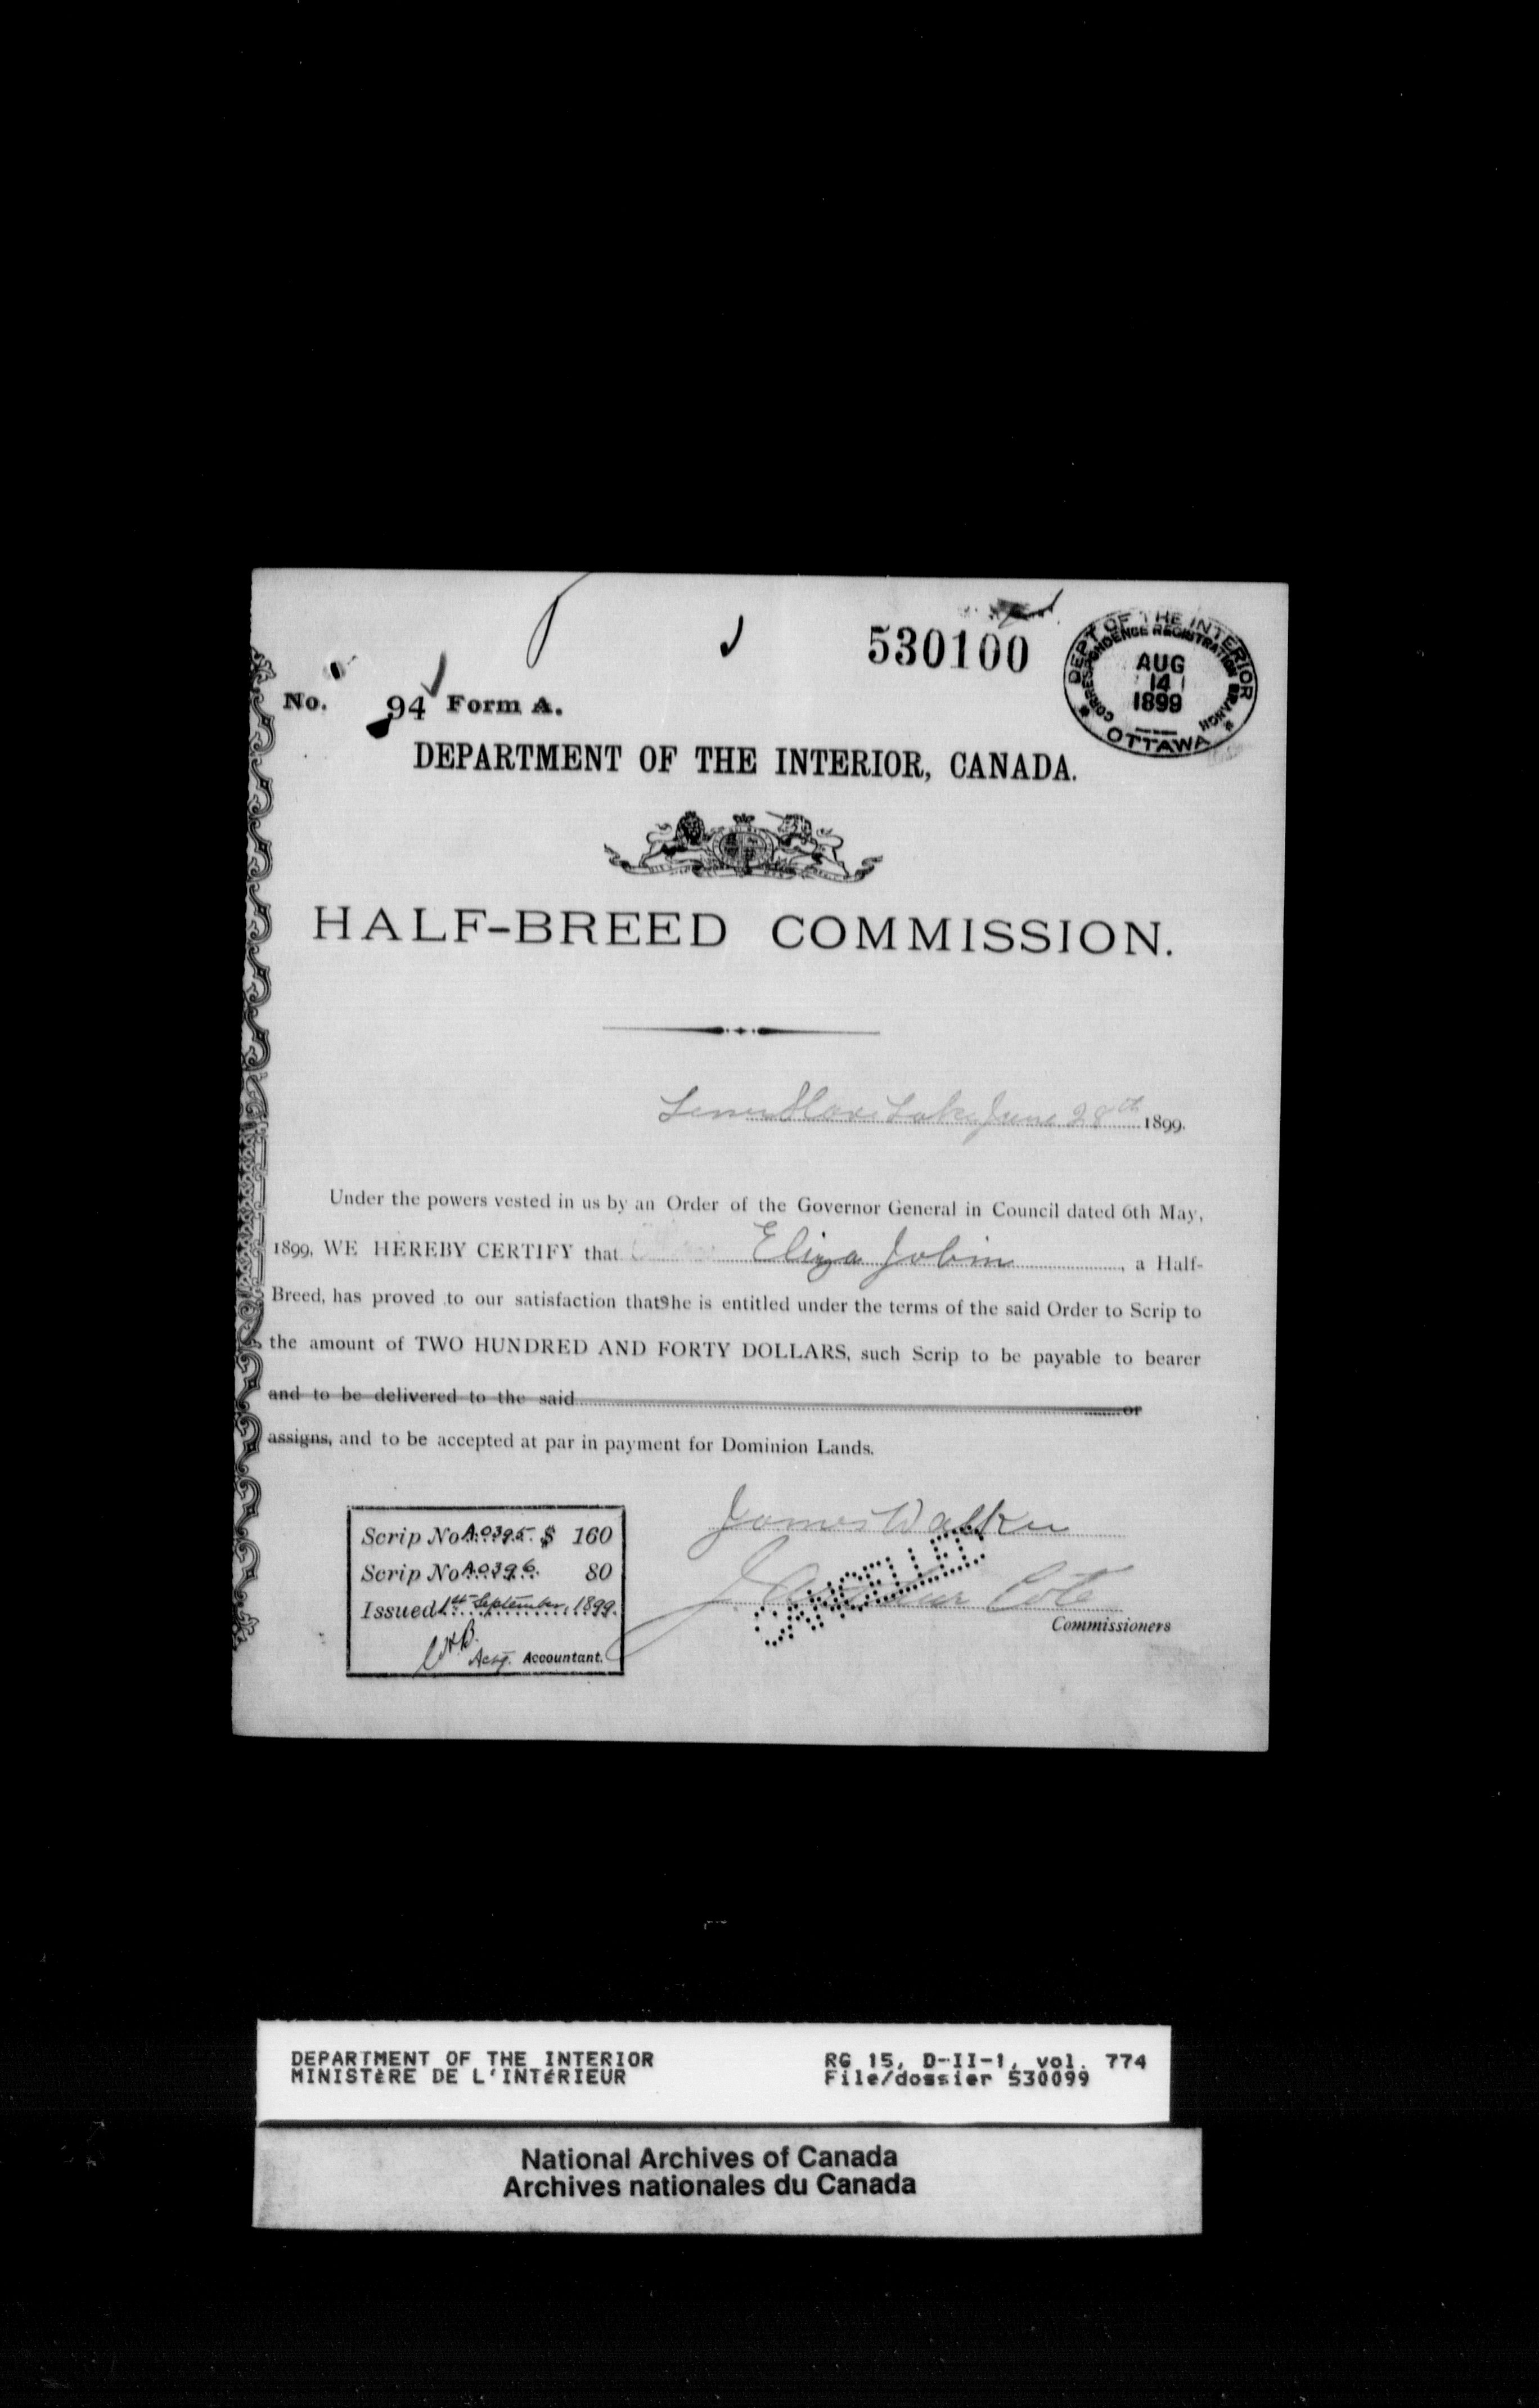 530100
DEPT OF THE INTERIOR
CORRESPONDENCE REGISTRATION BRANCH
AUG
14
1899
OTTAWA
No. 94 Form A.
DEPARTMENT OF THE INTERIOR, CANADA.
HALF-BREED COMMISSION.
Lesser Slave Lake June 28th 1899.
Under the powers vested in us by an Order of the Governor General in Council dated 6th May,
1899, WE HEREBY CERTIFY that Eliza Jobin, a Half-
Breed, has proved to our satisfaction that she is entitled under the terms of the said Order to Scrip to
the amount of TWO HUNDRED AND FORTY DOLLARS, such Scrip to be payable to bearer
and to be delivered to the said or
assigns, and to be accepted at par in payment for Dominion Lands.
Scrip No A.0395. $ 160
Scrip No A.0396. 80
Issued 1st September, 1899.
Actg. Accountant.
James Walker
J. Arthur Coté
CANCELLED
Commissioners
DEPARTMENT OF THE INTERIOR
MINISTèRE DE L'INTéRIEUR
RG 15, D-II-1, vol. 774
File/dossier 530099
National Archives of Canada
Archives nationales du Canada